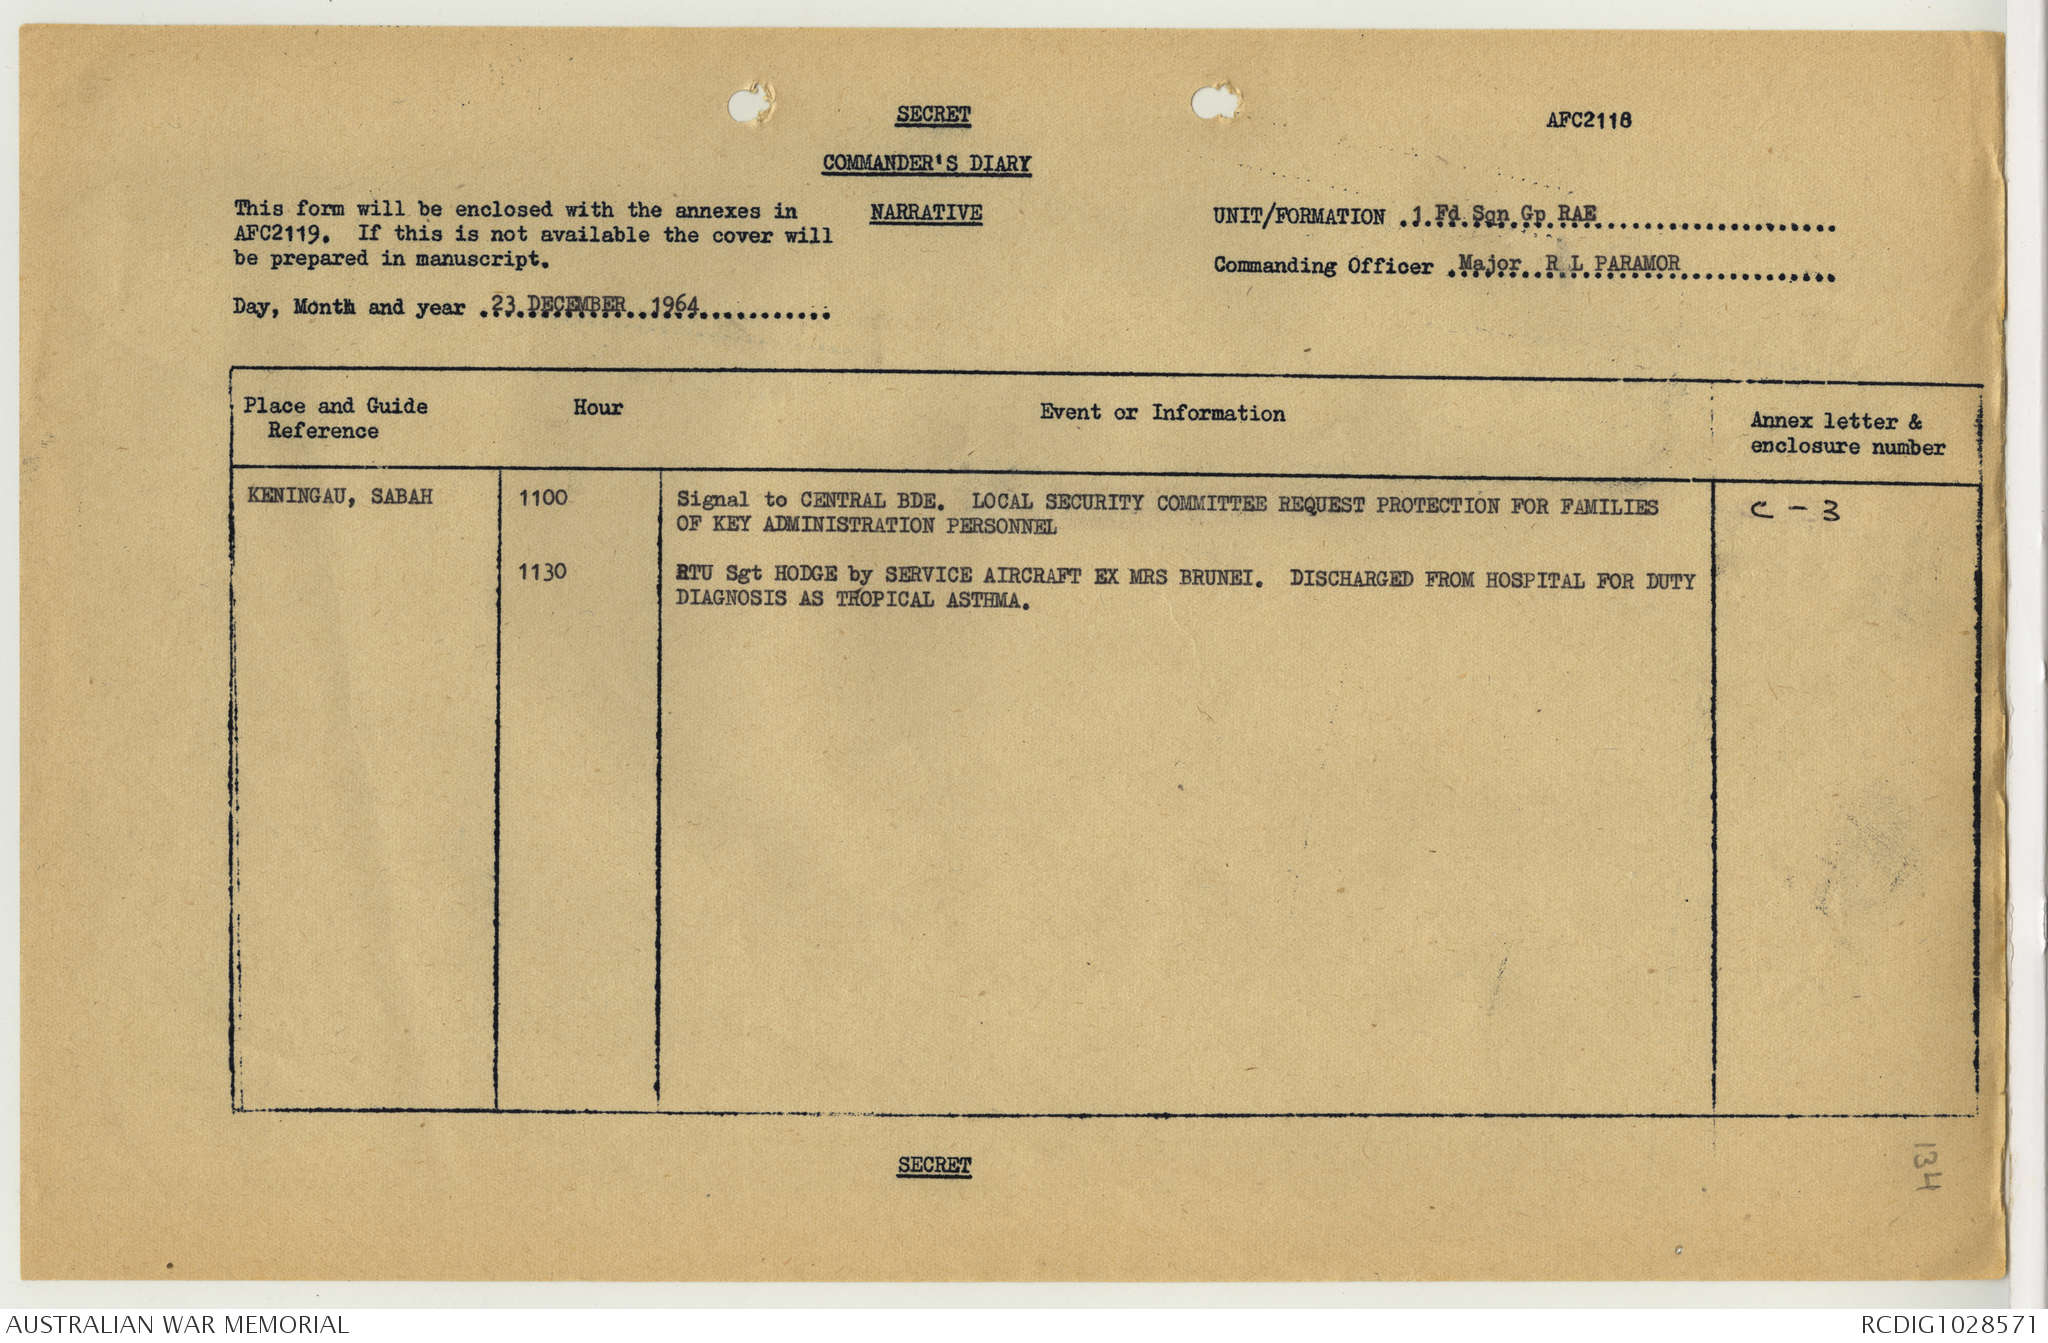 SECRET
AFC2118
COMMANDER'S DIARY
This form will be enclosed with the annexes in
AFC2119. If this is not available the cover will
be prepared in manuscript.
NARRATIVE
UNIT/FORMATION 1 Fd Sqn Gp RAE
Commanding Officer Major R L PARAMOR
Day, Month and year 23 DECEMBER 1964
Place and Guide
Reference
Hour
Event or Information
Annex letter &
enclosure number
KENINGAU, SABAH
1100
Signal to CENTRAL BDE. LOCAL SECURITY COMMITTEE REQUEST PROTECTION FOR FAMILIES
OF KEY ADMINISTRATION PERSONNEL
C - 3
1130
RTU Sgt HODGE by SERVICE AIRCRAFT EX MRS BRUNEI. DISCHARGED FROM HOSPITAL FOR DUTY
DIAGNOSIS AS TROPICAL ASTHMA.
SECRET
134
AUSTRALIAN WAR MEMORIAL
RCDIG1028571